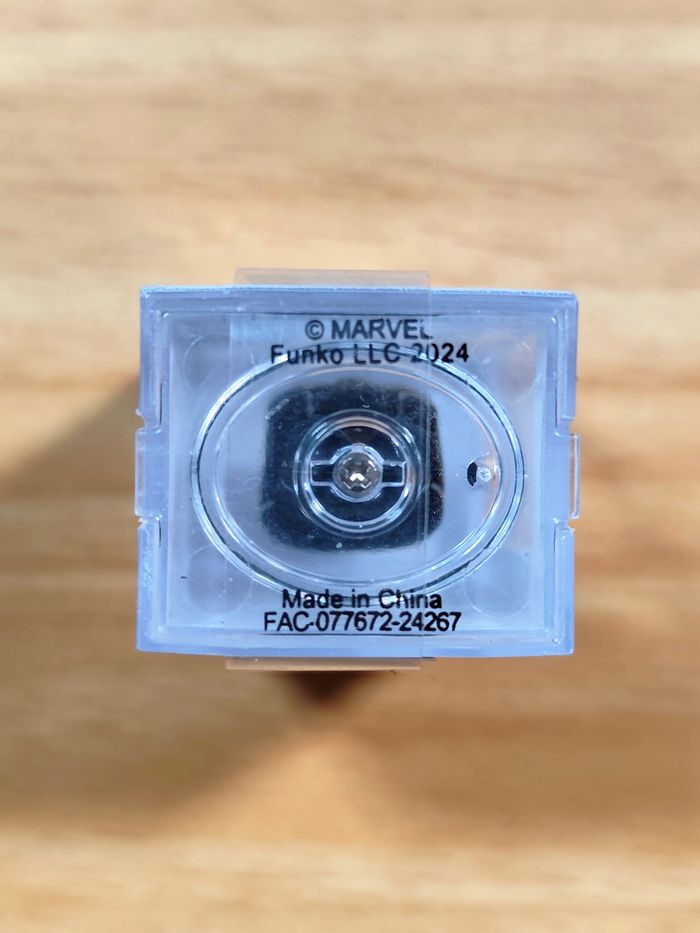 © MARVEL
Funko LLC 2024
Made in China
FAC-077672-24267